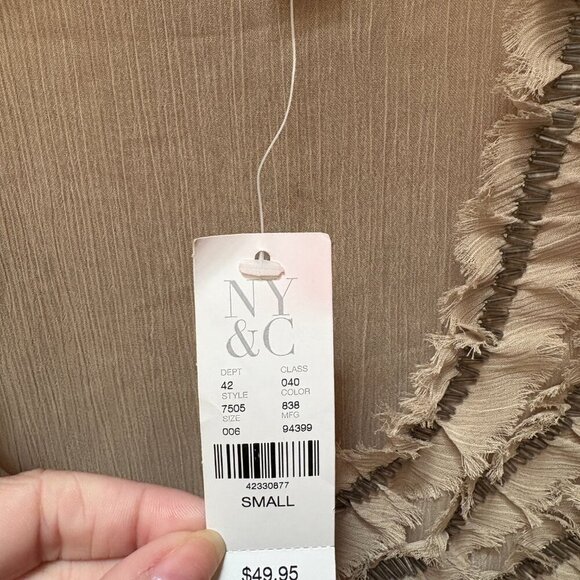 NY
&C
DEPT CLASS
42 040
STYLE COLOR
7505 838
SIZE MFG
006 94399
42330877
SMALL
$49.95